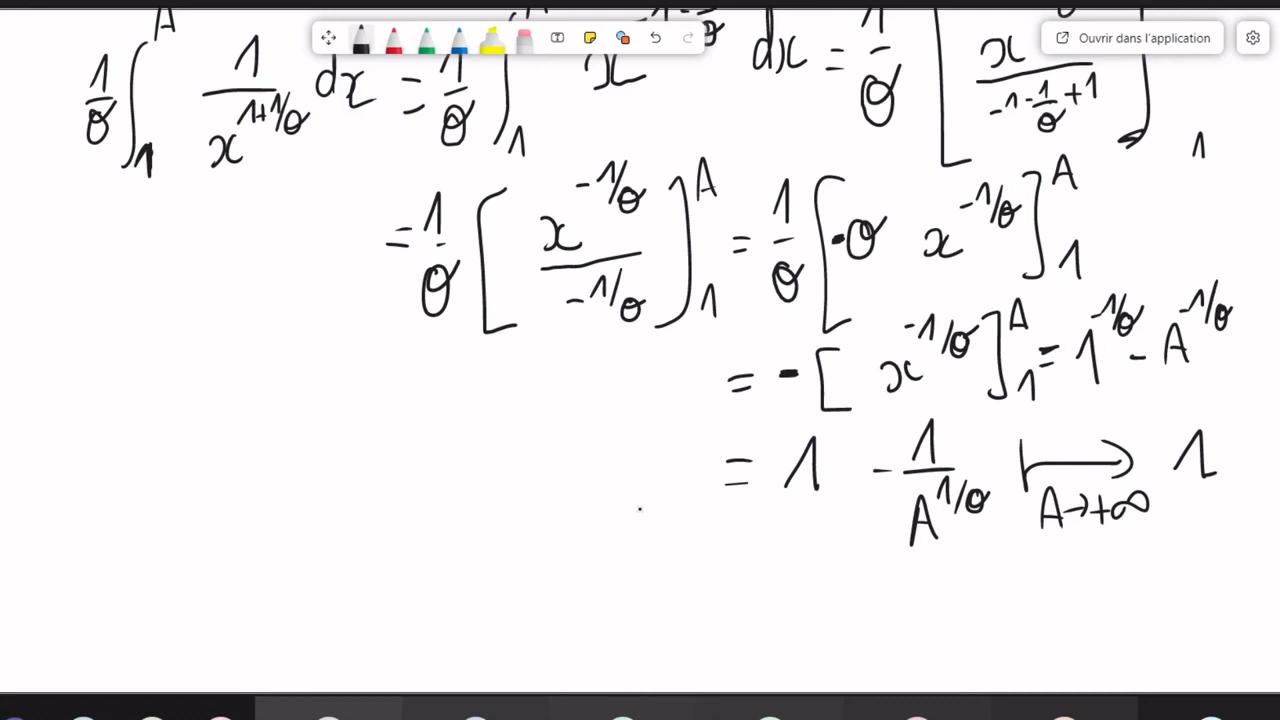 Ouvrir dans l'application
1/θ ∫₁^A 1/x^(1+1/θ) dx = 1/θ ∫₁ x dx = 1/θ [ x / (-1-1/θ+1) ]₁
= 1/θ [ x^(-1/θ) / (-1/θ) ]₁^A = 1/θ [ -θ x^(-1/θ) ]₁^A
= - [ x^(-1/θ) ]₁^A = 1^(-1/θ) - A^(-1/θ)
= 1 - 1/A^(1/θ) ⟼ 1
A→+∞